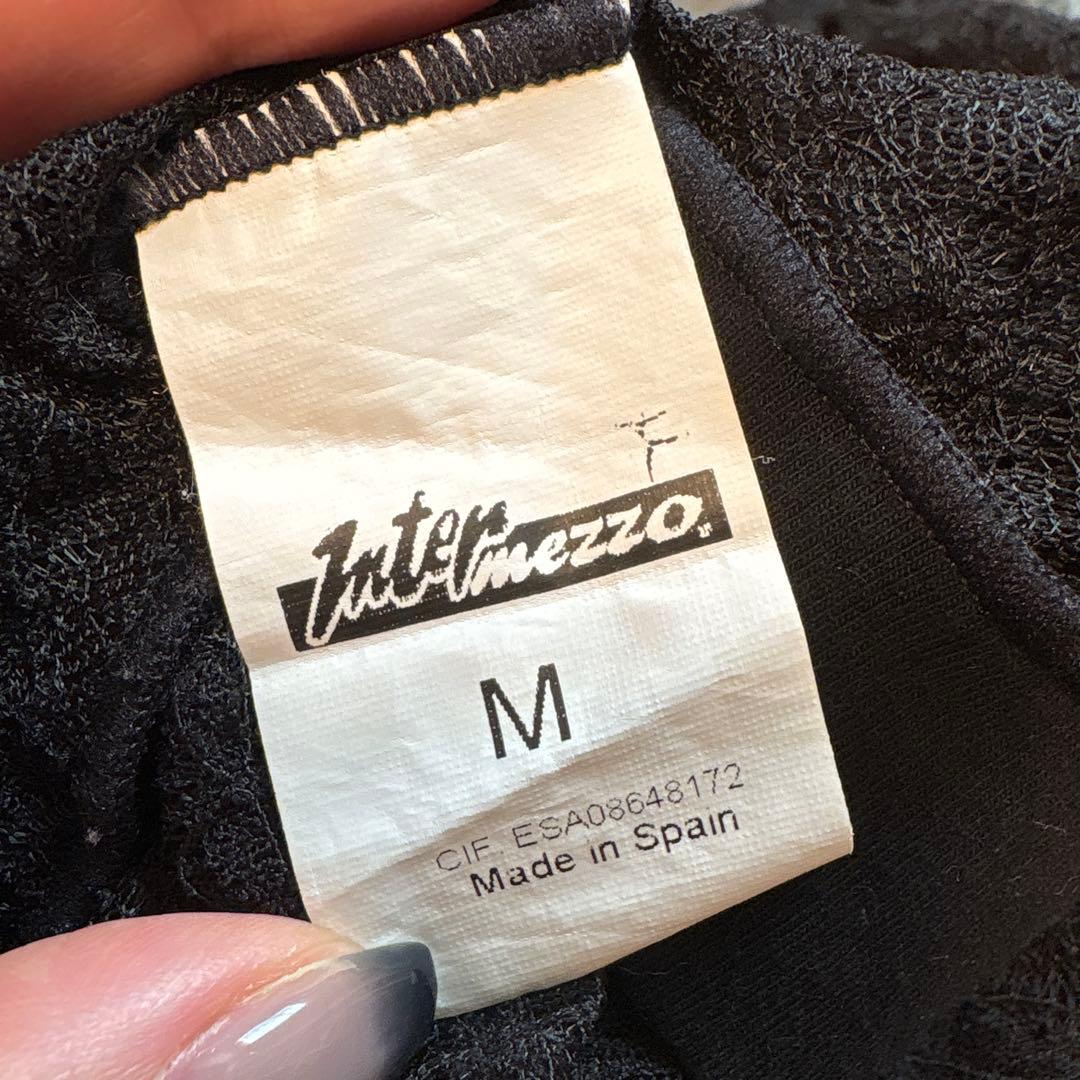 Intermezzo
M
CIF. ESA08648172
Made in Spain